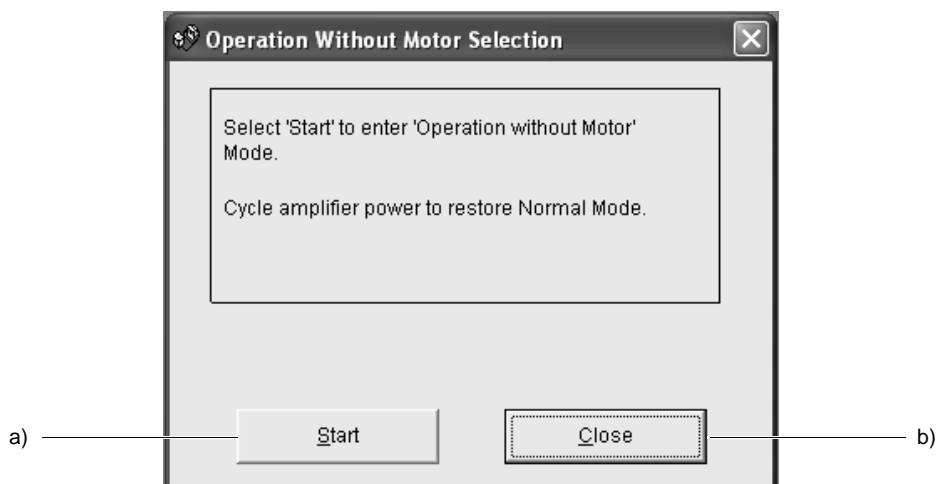 Operation Without Motor Selection
Select 'Start' to enter 'Operation without Motor'
Mode.
Cycle amplifier power to restore Normal Mode.
a)
Start
Close
b)